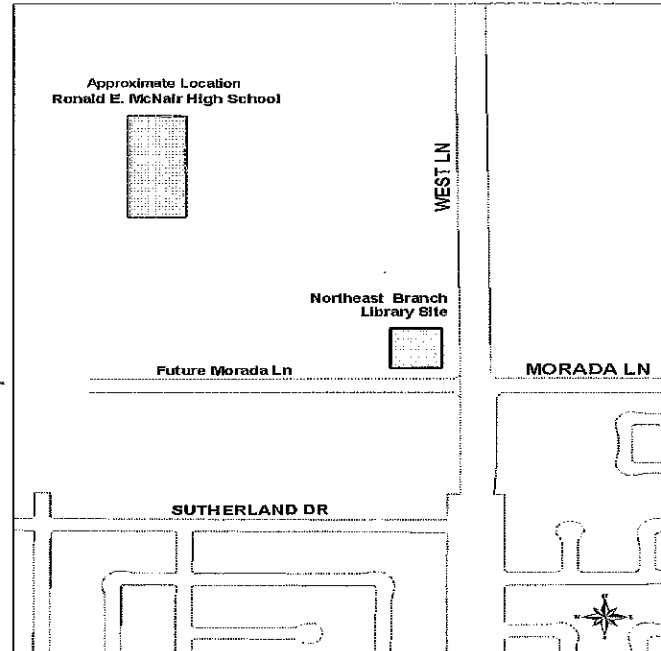 Approximate Location
Ronald E. McNair High School
WEST LN
Northeast Branch
Library Site
Future Morada Ln
MORADA LN
SUTHERLAND DR